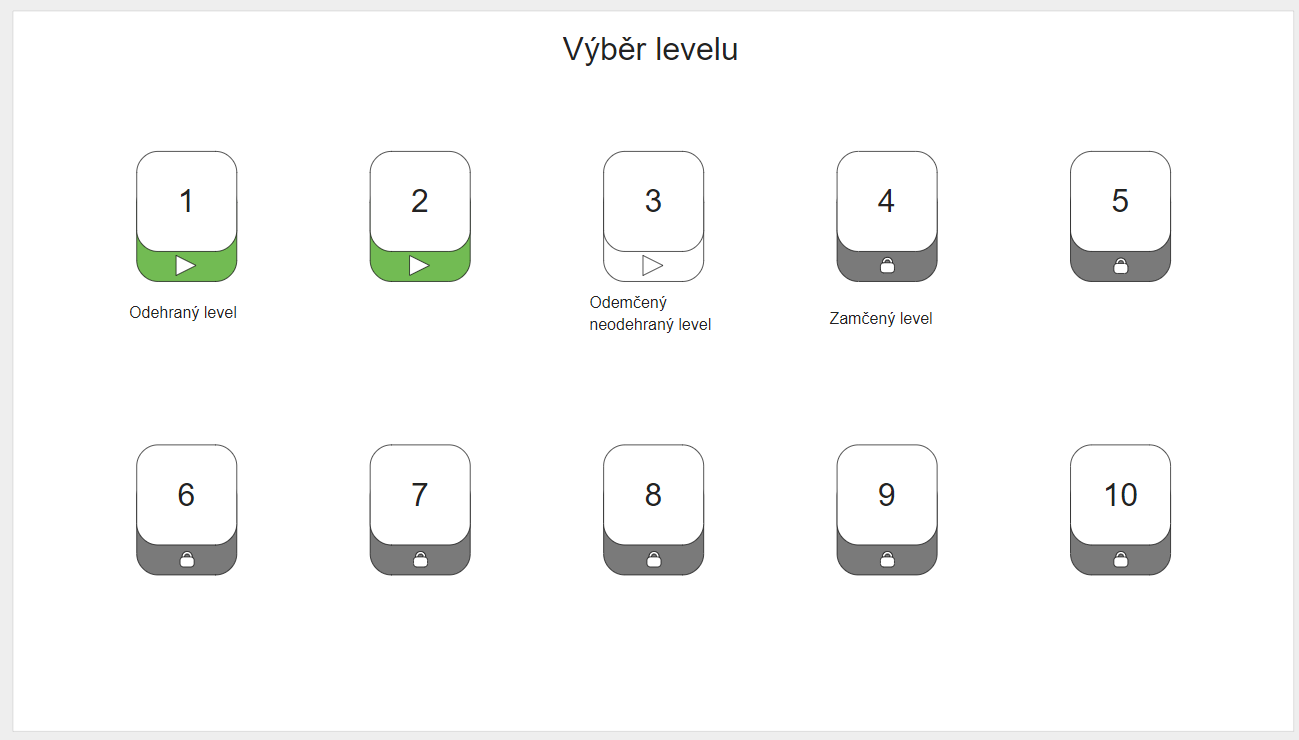 Výběr levelu
1
2
3
4
5
Odehraný level
Odemčený
neodehraný level
Zamčený level
6
7
8
9
10